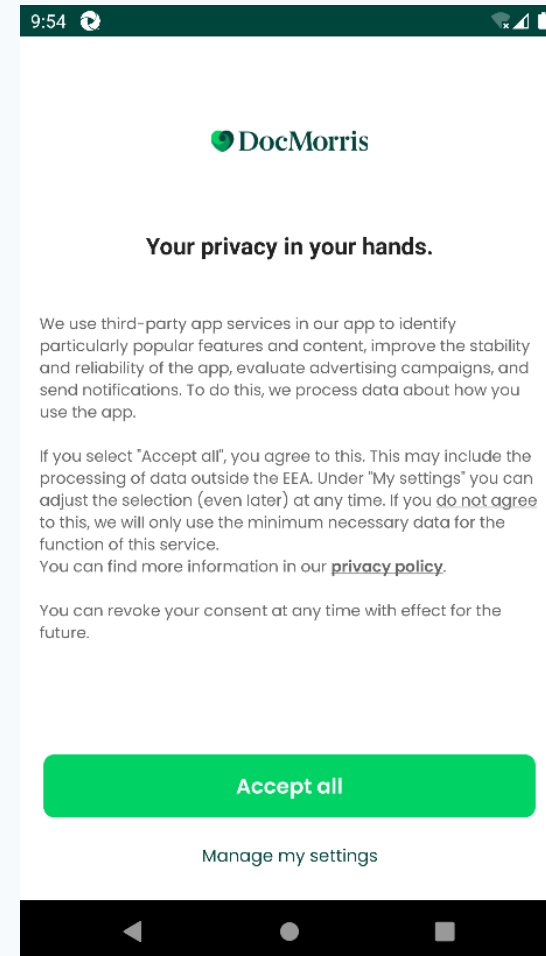 9:54
DocMorris
Your privacy in your hands.
We use third-party app services in our app to identify
particularly popular features and content, improve the stability
and reliability of the app, evaluate advertising campaigns, and
send notifications. To do this, we process data about how you
use the app.
If you select "Accept all", you agree to this. This may include the
processing of data outside the EEA. Under "My settings" you can
adjust the selection (even later) at any time. If you do not agree
to this, we will only use the minimum necessary data for the
function of this service.
You can find more information in our privacy policy.
You can revoke your consent at any time with effect for the
future.
Accept all
Manage my settings